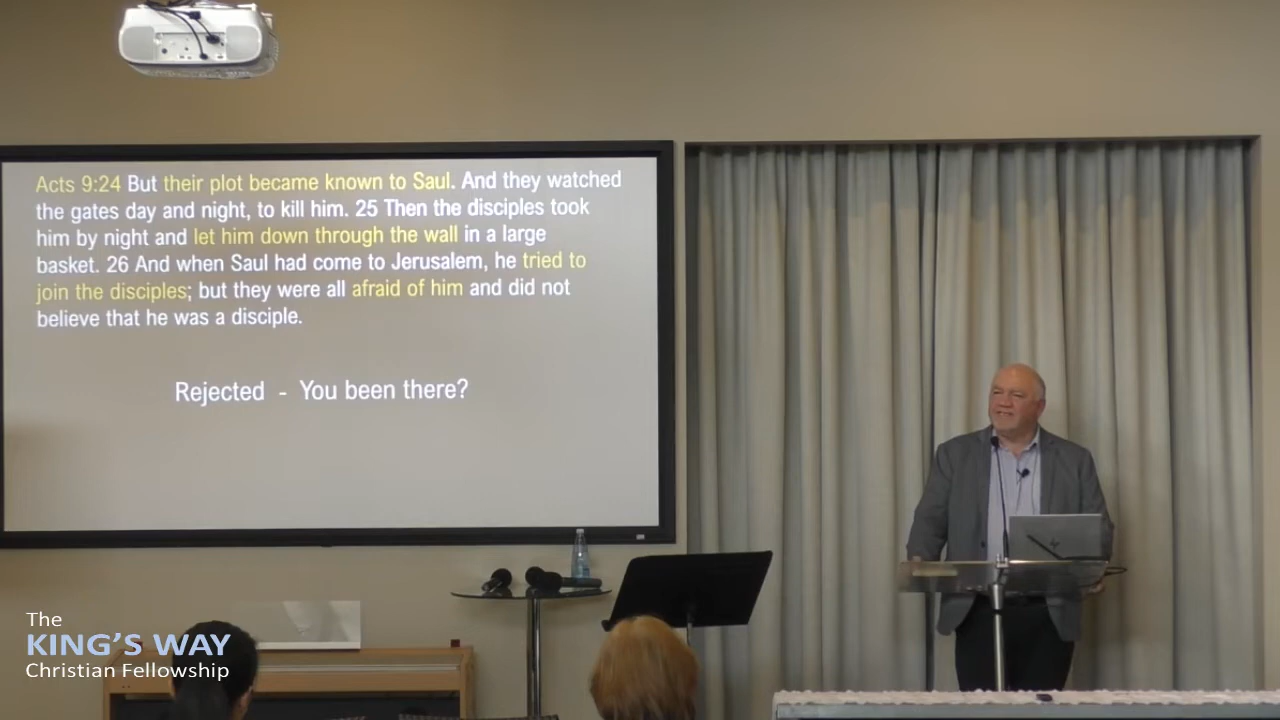 Acts 9:24 But their plot became known to Saul. And they watched
the gates day and night, to kill him. 25 Then the disciples took
him by night and let him down through the wall in a large
basket. 26 And when Saul had come to Jerusalem, he tried to
join the disciples; but they were all afraid of him and did not
believe that he was a disciple.
Rejected - You been there?
The
KING'S WAY
Christian Fellowship